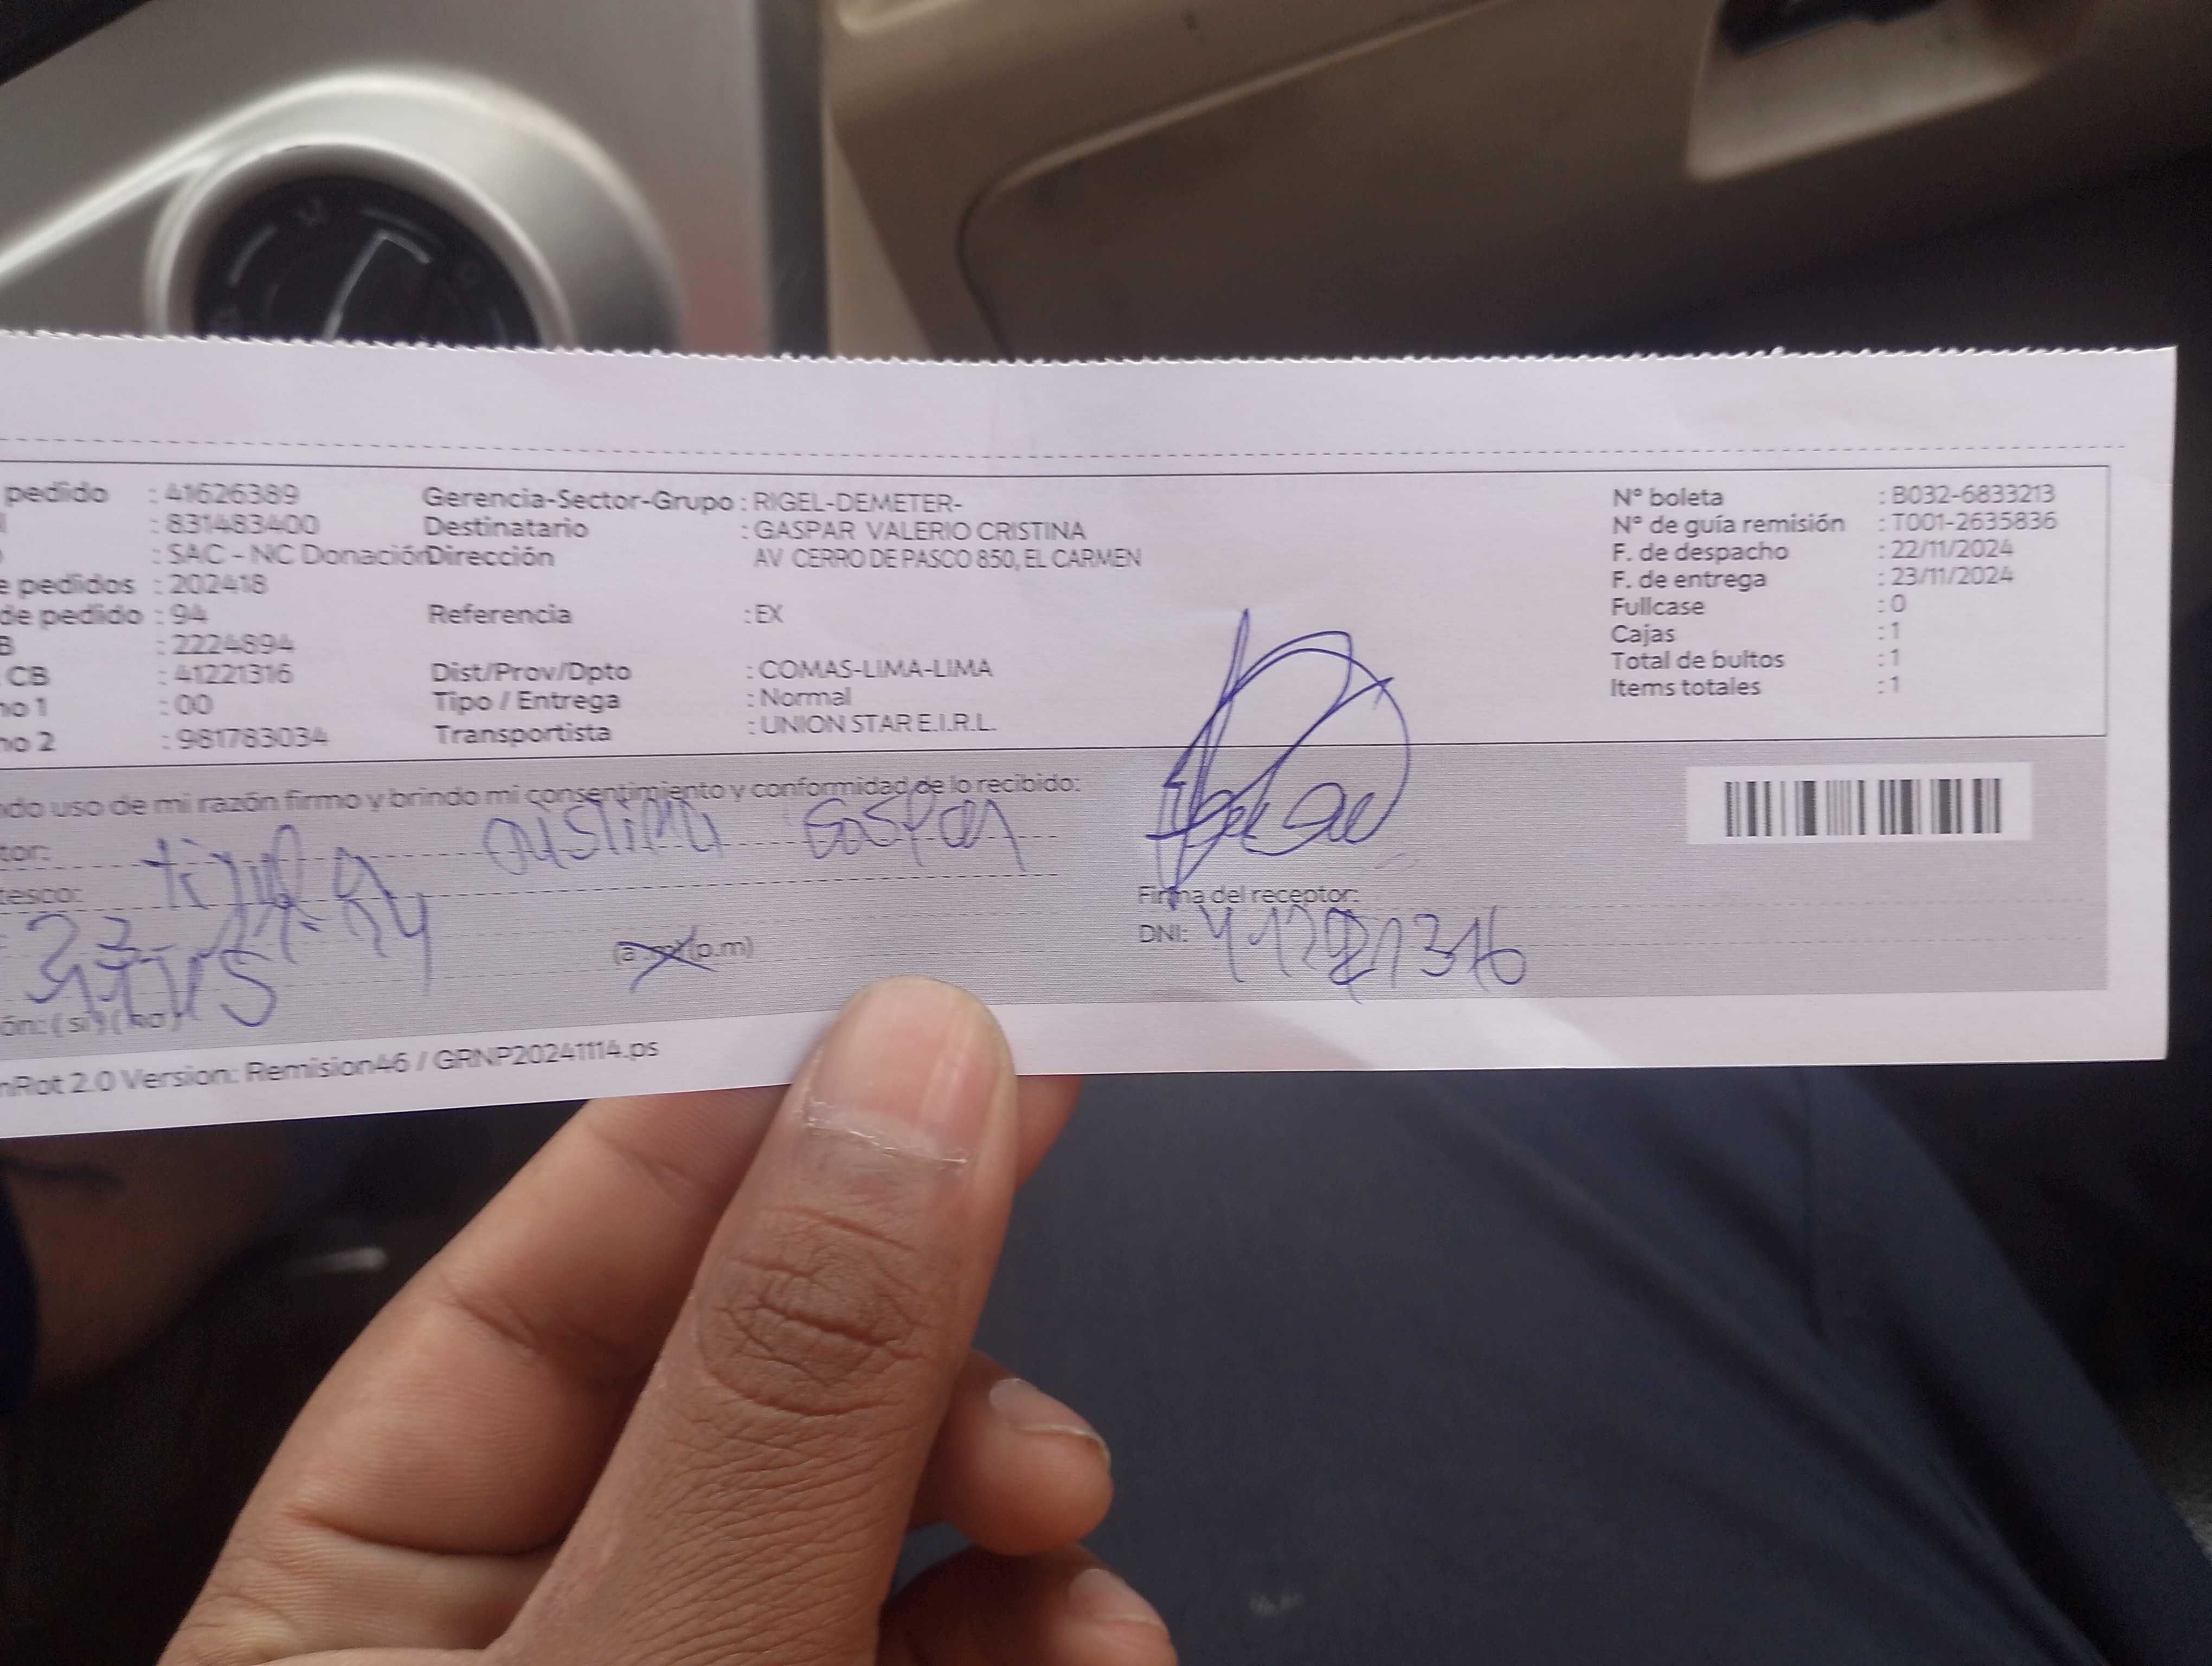 pedido : 41626389
: 831483400
: SAC - NC Donación
e pedidos : 202418
de pedido : 94
B : 2224894
CB : 41221316
no 1 : 00
no 2 : 981783034
Gerencia-Sector-Grupo : RIGEL-DEMETER-
Destinatario : GASPAR VALERIO CRISTINA
Dirección AV CERRO DE PASCO 850, EL CARMEN
Referencia : EX
Dist/Prov/Dpto : COMAS-LIMA-LIMA
Tipo / Entrega : Normal
Transportista : UNION STAR E.I.R.L.
Nº boleta : B032-6833213
Nº de guía remisión : T001-2635836
F. de despacho : 22/11/2024
F. de entrega : 23/11/2024
Fullcase : 0
Cajas : 1
Total de bultos : 1
Items totales : 1
ndo uso de mi razón firmo y brindo mi consentimiento y conformidad de lo recibido:
tor: cristina Gaspar
tesco:
(p.m)
ón: ( si ) ( no )
Firma del receptor:
DNI: 41221316
nRot 2.0 Version: Remision46 / GRNP20241114.ps